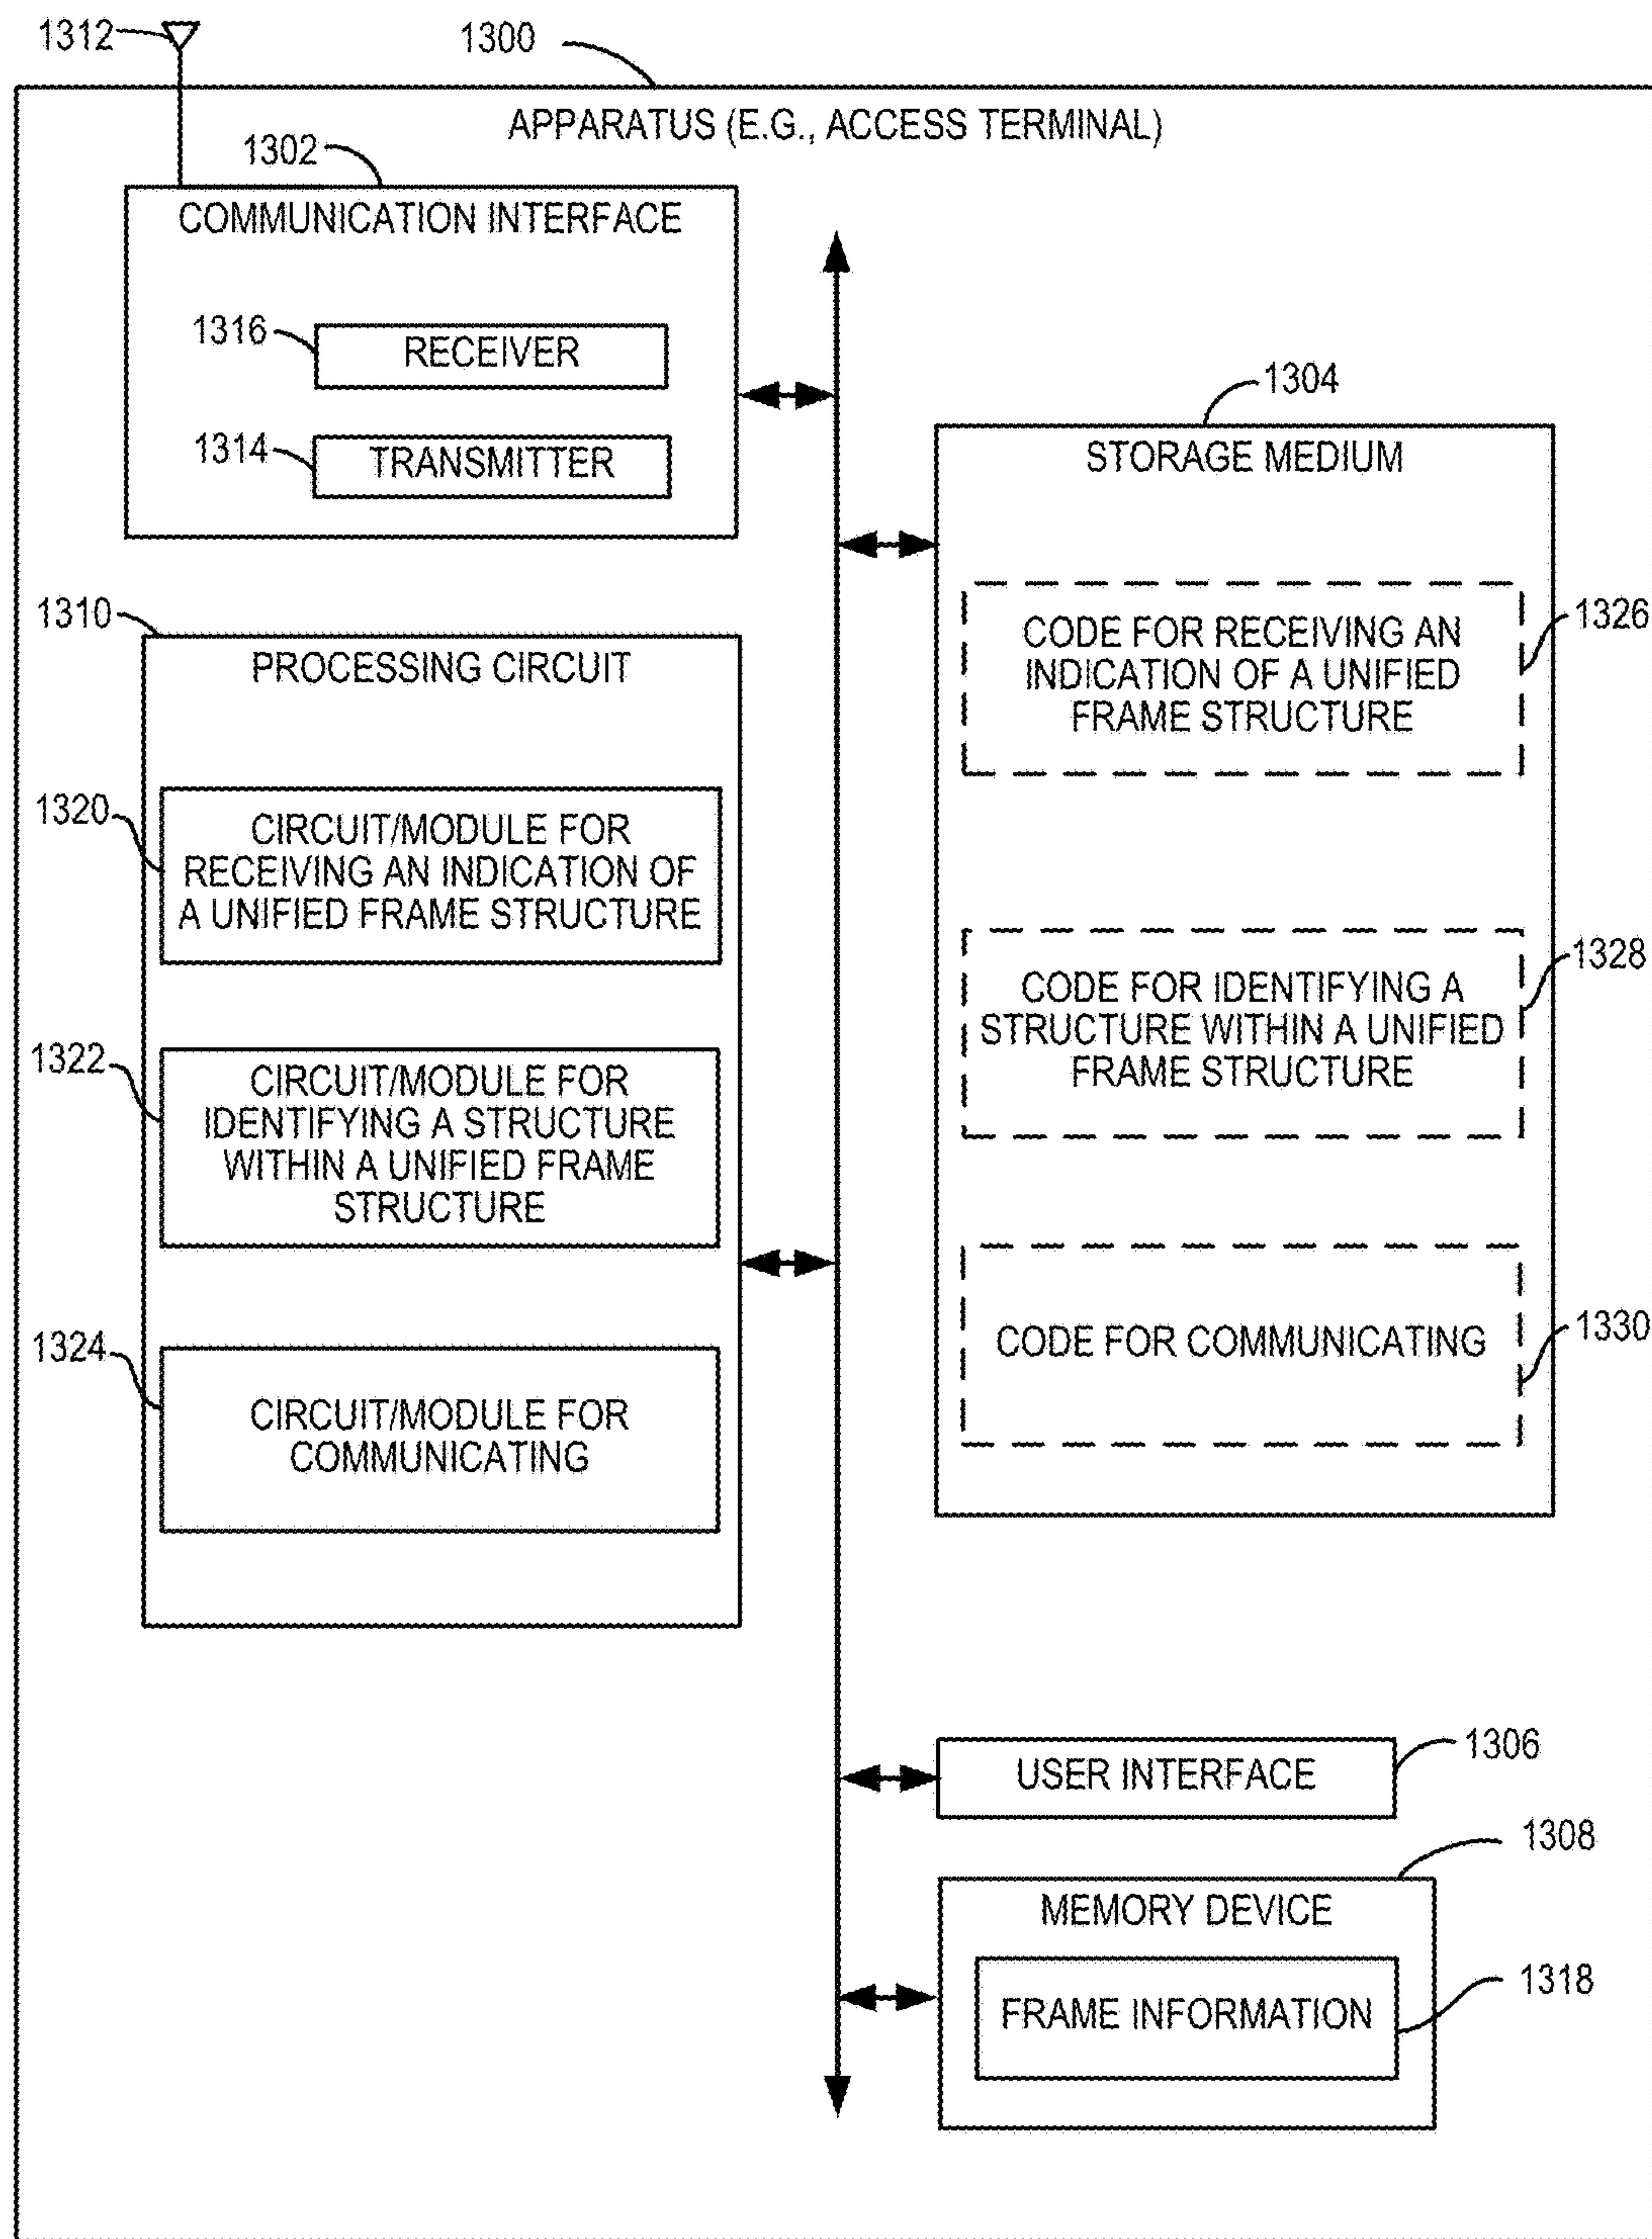 1312
1300
APPARATUS (E.G., ACCESS TERMINAL)
1302
COMMUNICATION INTERFACE
1316
RECEIVER
1314
TRANSMITTER
1304
STORAGE MEDIUM
1326
CODE FOR RECEIVING AN
INDICATION OF A UNIFIED
FRAME STRUCTURE
1328
CODE FOR IDENTIFYING A
STRUCTURE WITHIN A UNIFIED
FRAME STRUCTURE
1330
CODE FOR COMMUNICATING
1310
PROCESSING CIRCUIT
1320
CIRCUIT/MODULE FOR
RECEIVING AN INDICATION OF
A UNIFIED FRAME STRUCTURE
1322
CIRCUIT/MODULE FOR
IDENTIFYING A STRUCTURE
WITHIN A UNIFIED FRAME
STRUCTURE
1324
CIRCUIT/MODULE FOR
COMMUNICATING
1306
USER INTERFACE
1308
MEMORY DEVICE
1318
FRAME INFORMATION